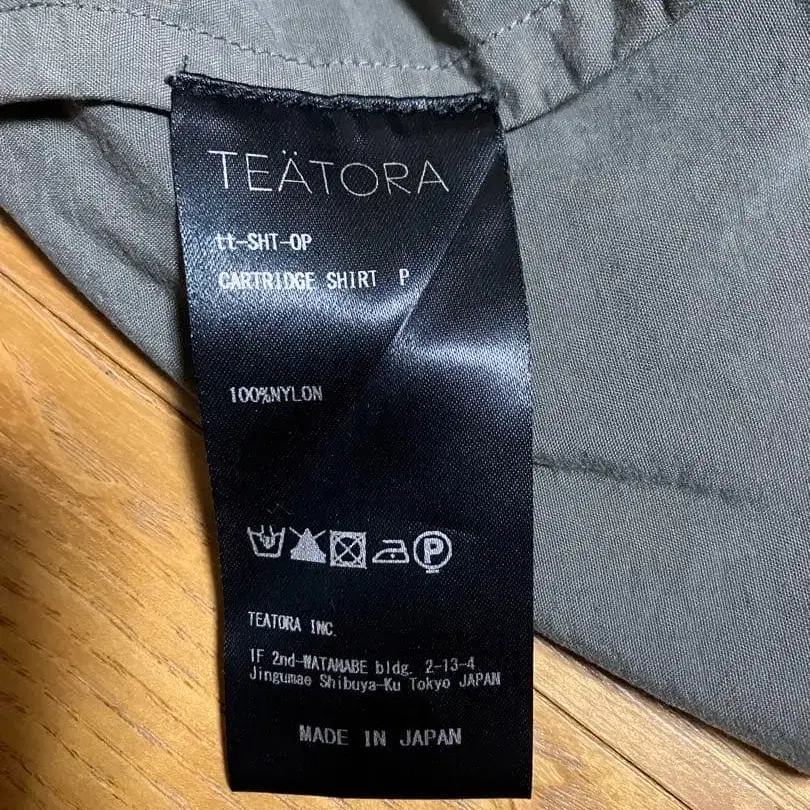 TEÄTORA
tt-SHT-OP
CARTRIDGE SHIRT P
100%NYLON
P
TEATORA INC.
1F 2nd-WATANABE bldg. 2-13-4
Jingumae Shibuya-Ku Tokyo JAPAN
MADE IN JAPAN